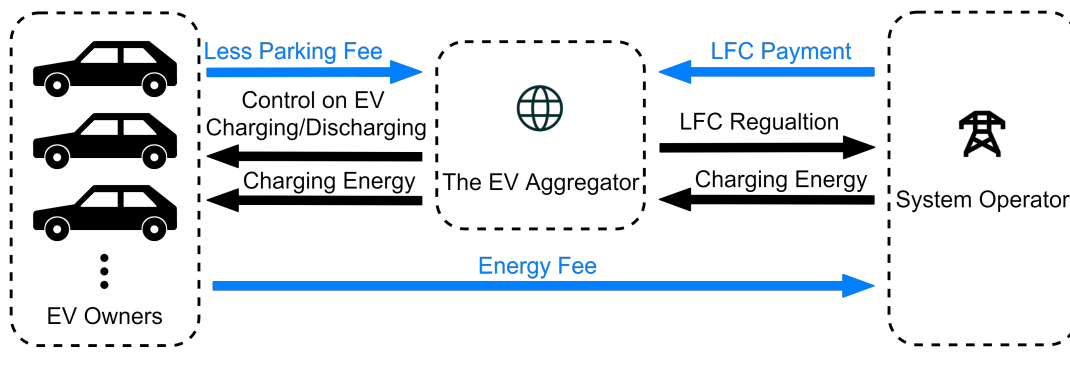 Less Parking Fee
LFC Payment
Control on EV
Charging/Discharging
LFC Regualtion
Charging Energy
The EV Aggregator
Charging Energy
System Operator
Energy Fee
EV Owners